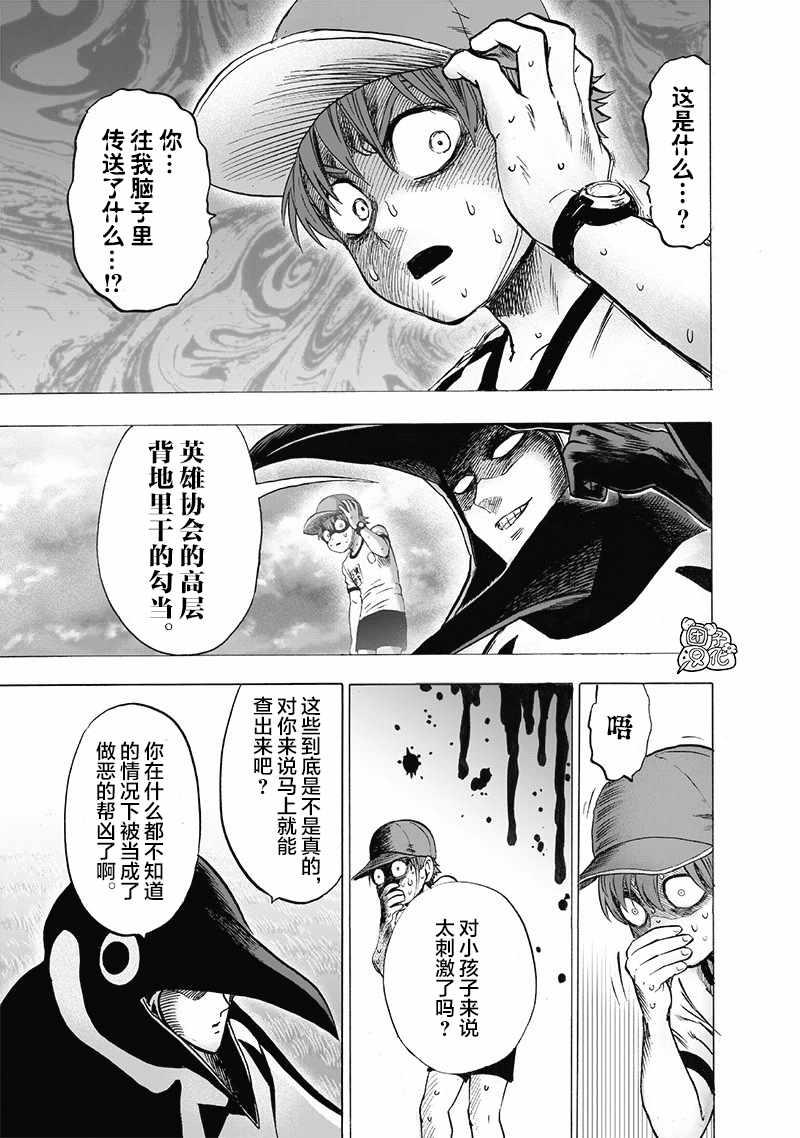 这是什么…?
你…
往我脑子里
传送了什么…!?
英雄协会的高层
背地里干的勾当。
团子
汉化
唔
对小孩子来说
太刺激了吗?
这些到底是不是真的,
对你来说马上就能
查出来吧?
你在什么都不知道
的情况下被当成了
做恶的帮凶了啊。